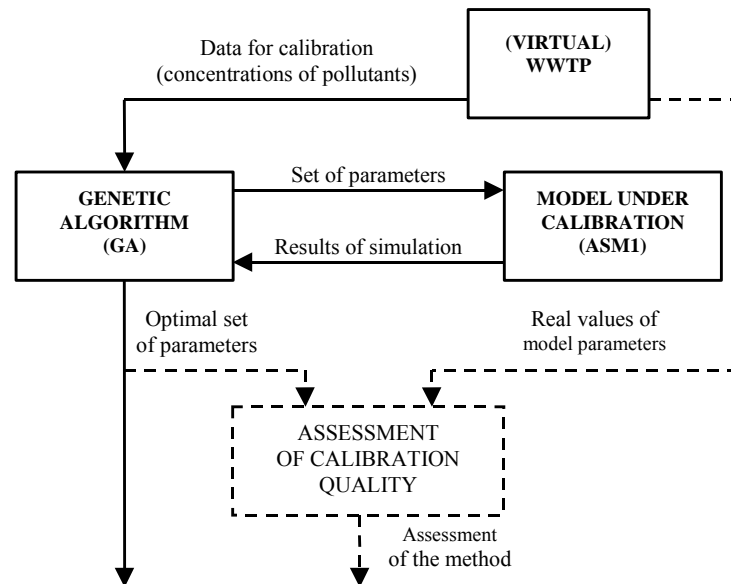 Data for calibration
(concentrations of pollutants)
(VIRTUAL)
WWTP
GENETIC
ALGORITHM
(GA)
Set of parameters
Results of simulation
MODEL UNDER
CALIBRATION
(ASM1)
Optimal set
of parameters
Real values of
model parameters
ASSESSMENT
OF CALIBRATION
QUALITY
Assessment
of the method